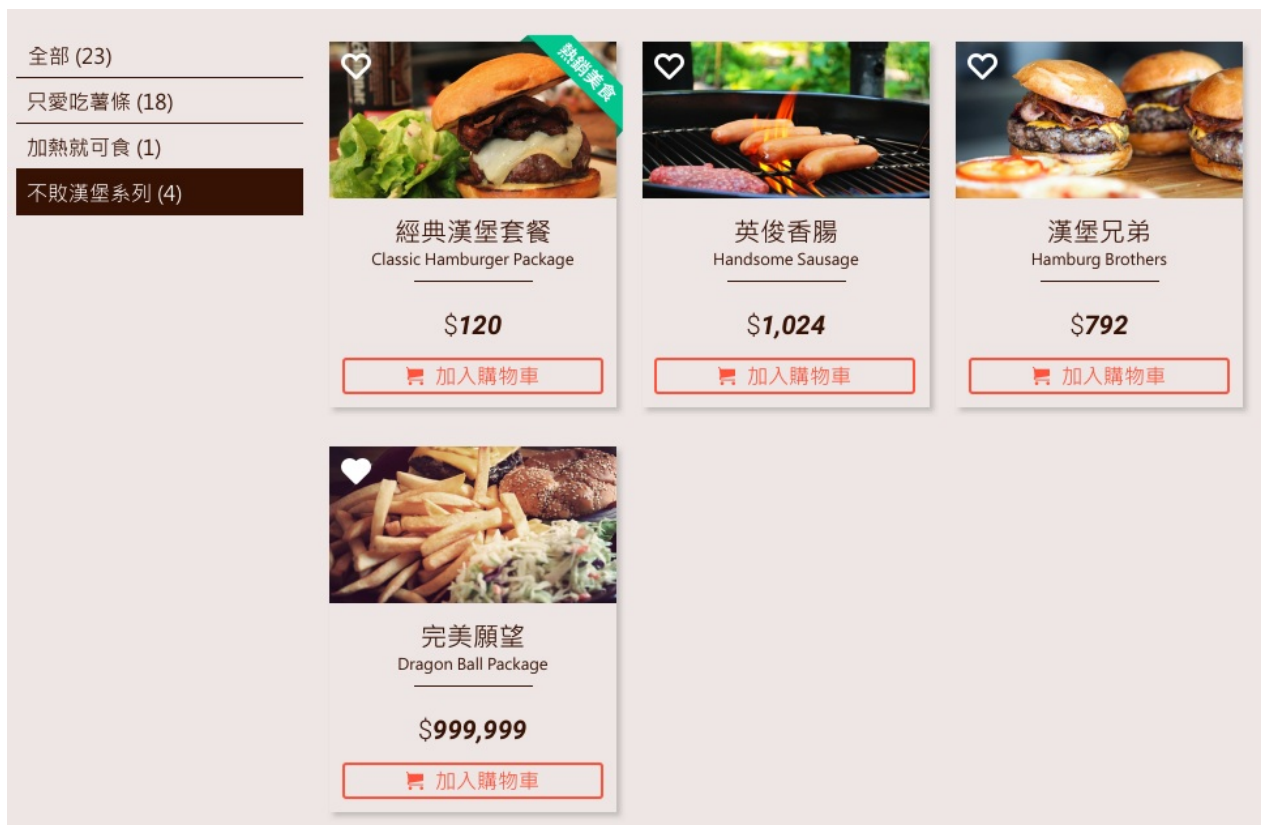 全部 (23)
只愛吃薯條 (18)
加熱就可食 (1)
不敗漢堡系列 (4)
熱銷美食
經典漢堡套餐
Classic Hamburger Package
$120
加入購物車
英俊香腸
Handsome Sausage
$1,024
加入購物車
漢堡兄弟
Hamburg Brothers
$792
加入購物車
完美願望
Dragon Ball Package
$999,999
加入購物車